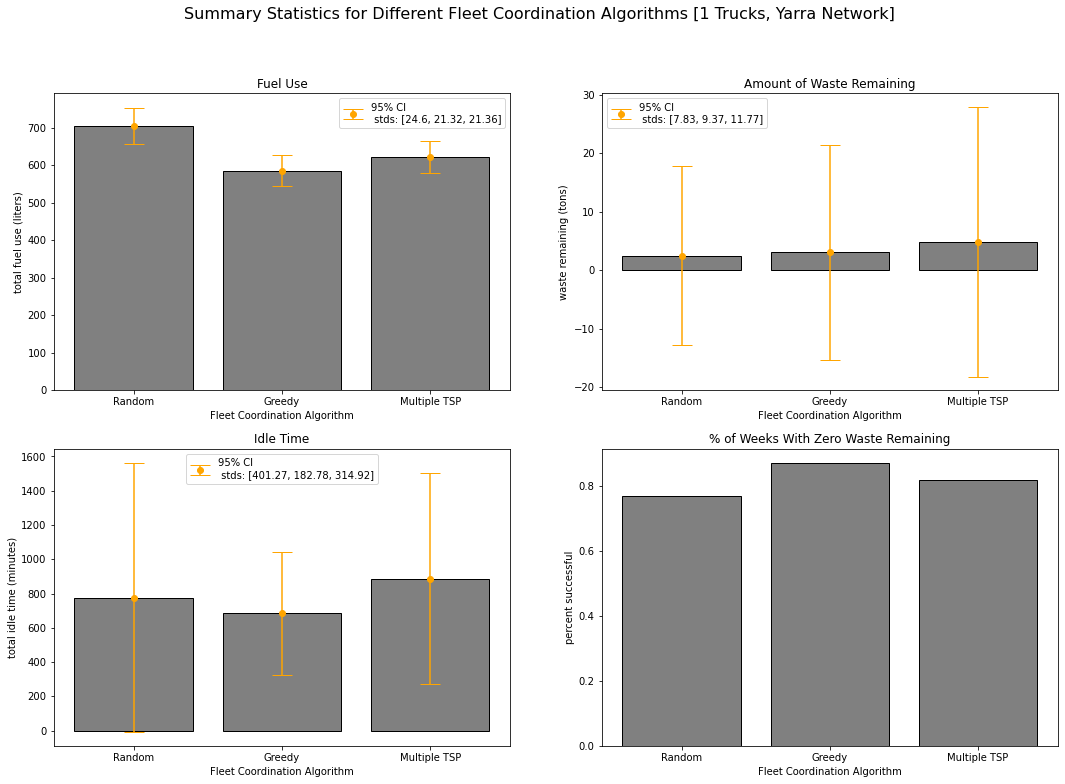 Summary Statistics for Different Fleet Coordination Algorithms [1 Trucks, Yarra Network]
Fuel Use
95% CI
stds: [24.6, 21.32, 21.36]
total fuel use (liters)
700
600
500
400
300
200
100
0
Random Greedy Multiple TSP
Fleet Coordination Algorithm
Amount of Waste Remaining
95% CI
stds: [7.83, 9.37, 11.77]
waste remaining (tons)
30
20
10
0
−10
−20
Random Greedy Multiple TSP
Fleet Coordination Algorithm
Idle Time
95% CI
stds: [401.27, 182.78, 314.92]
total idle time (minutes)
1600
1400
1200
1000
800
600
400
200
0
Random Greedy Multiple TSP
Fleet Coordination Algorithm
% of Weeks With Zero Waste Remaining
percent successful
0.8
0.6
0.4
0.2
0.0
Random Greedy Multiple TSP
Fleet Coordination Algorithm